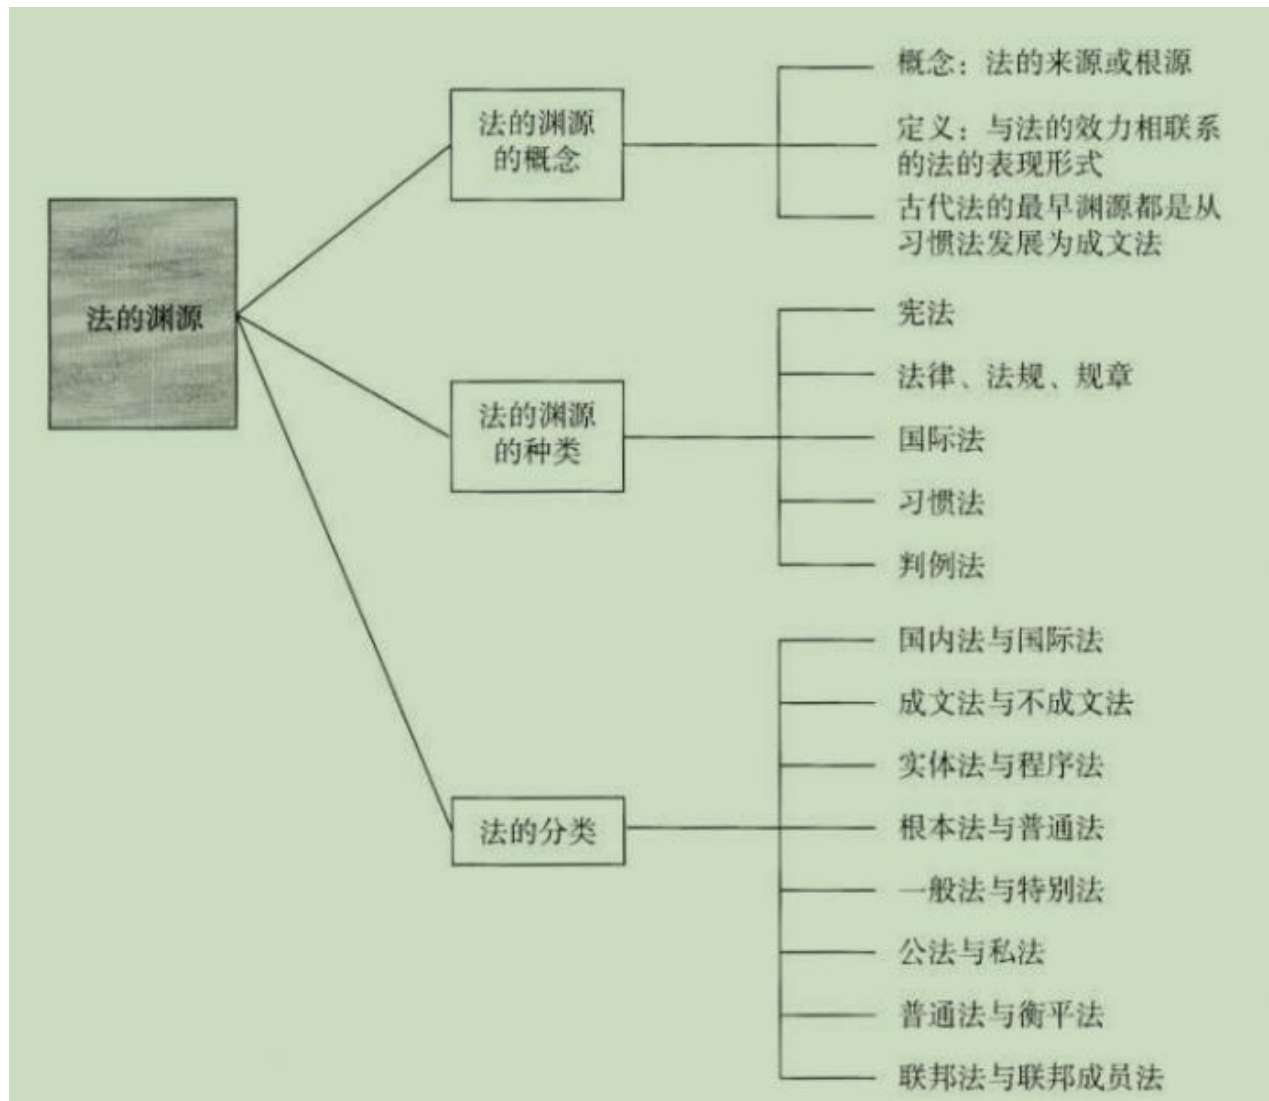 法的渊源
法的渊源
的概念
概念：法的来源或根源
定义：与法的效力相联系
的法的表现形式
古代法的最早渊源都是从
习惯法发展为成文法
法的渊源
的种类
宪法
法律、法规、规章
国际法
习惯法
判例法
法的分类
国内法与国际法
成文法与不成文法
实体法与程序法
根本法与普通法
一般法与特别法
公法与私法
普通法与衡平法
联邦法与联邦成员法